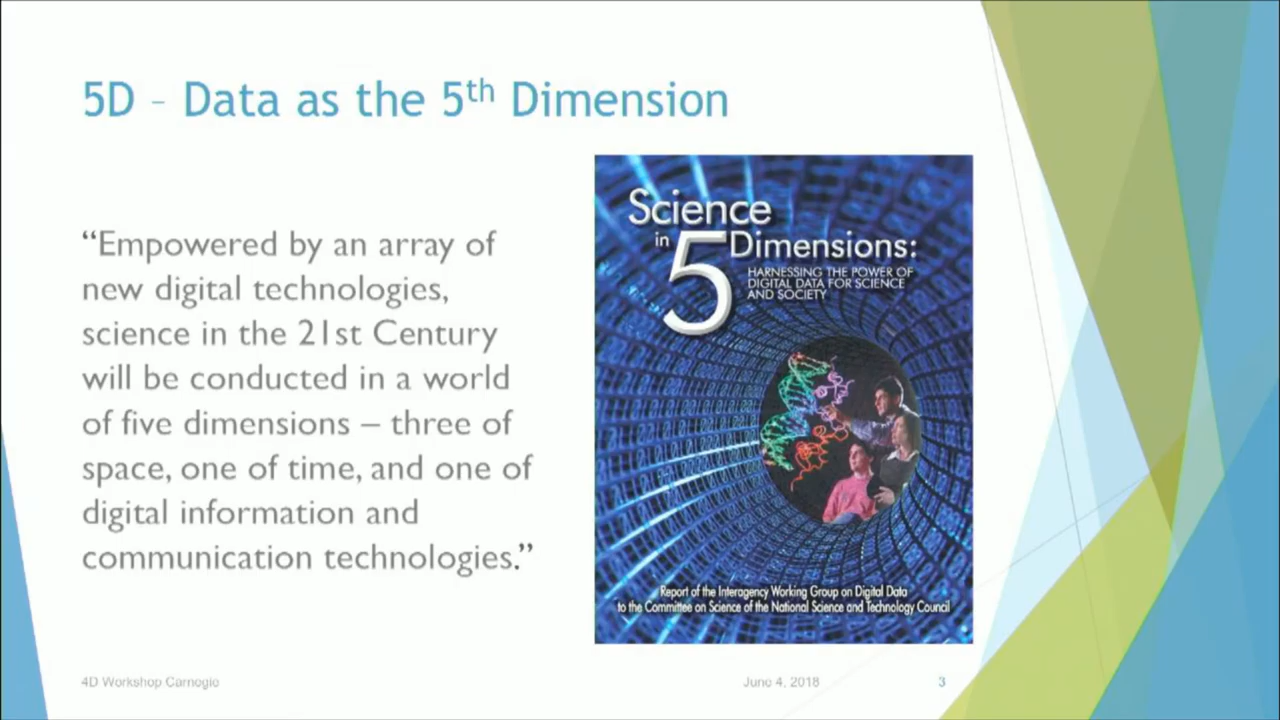 5D – Data as the 5th Dimension
“Empowered by an array of
new digital technologies,
science in the 21st Century
will be conducted in a world
of five dimensions – three of
space, one of time, and one of
digital information and
communication technologies.”
Science
in 5 Dimensions:
HARNESSING THE POWER OF
DIGITAL DATA FOR SCIENCE
AND SOCIETY
Report of the Interagency Working Group on Digital Data
to the Committee on Science of the National Science and Technology Council
4D Workshop Carnegie
June 4, 2018
3